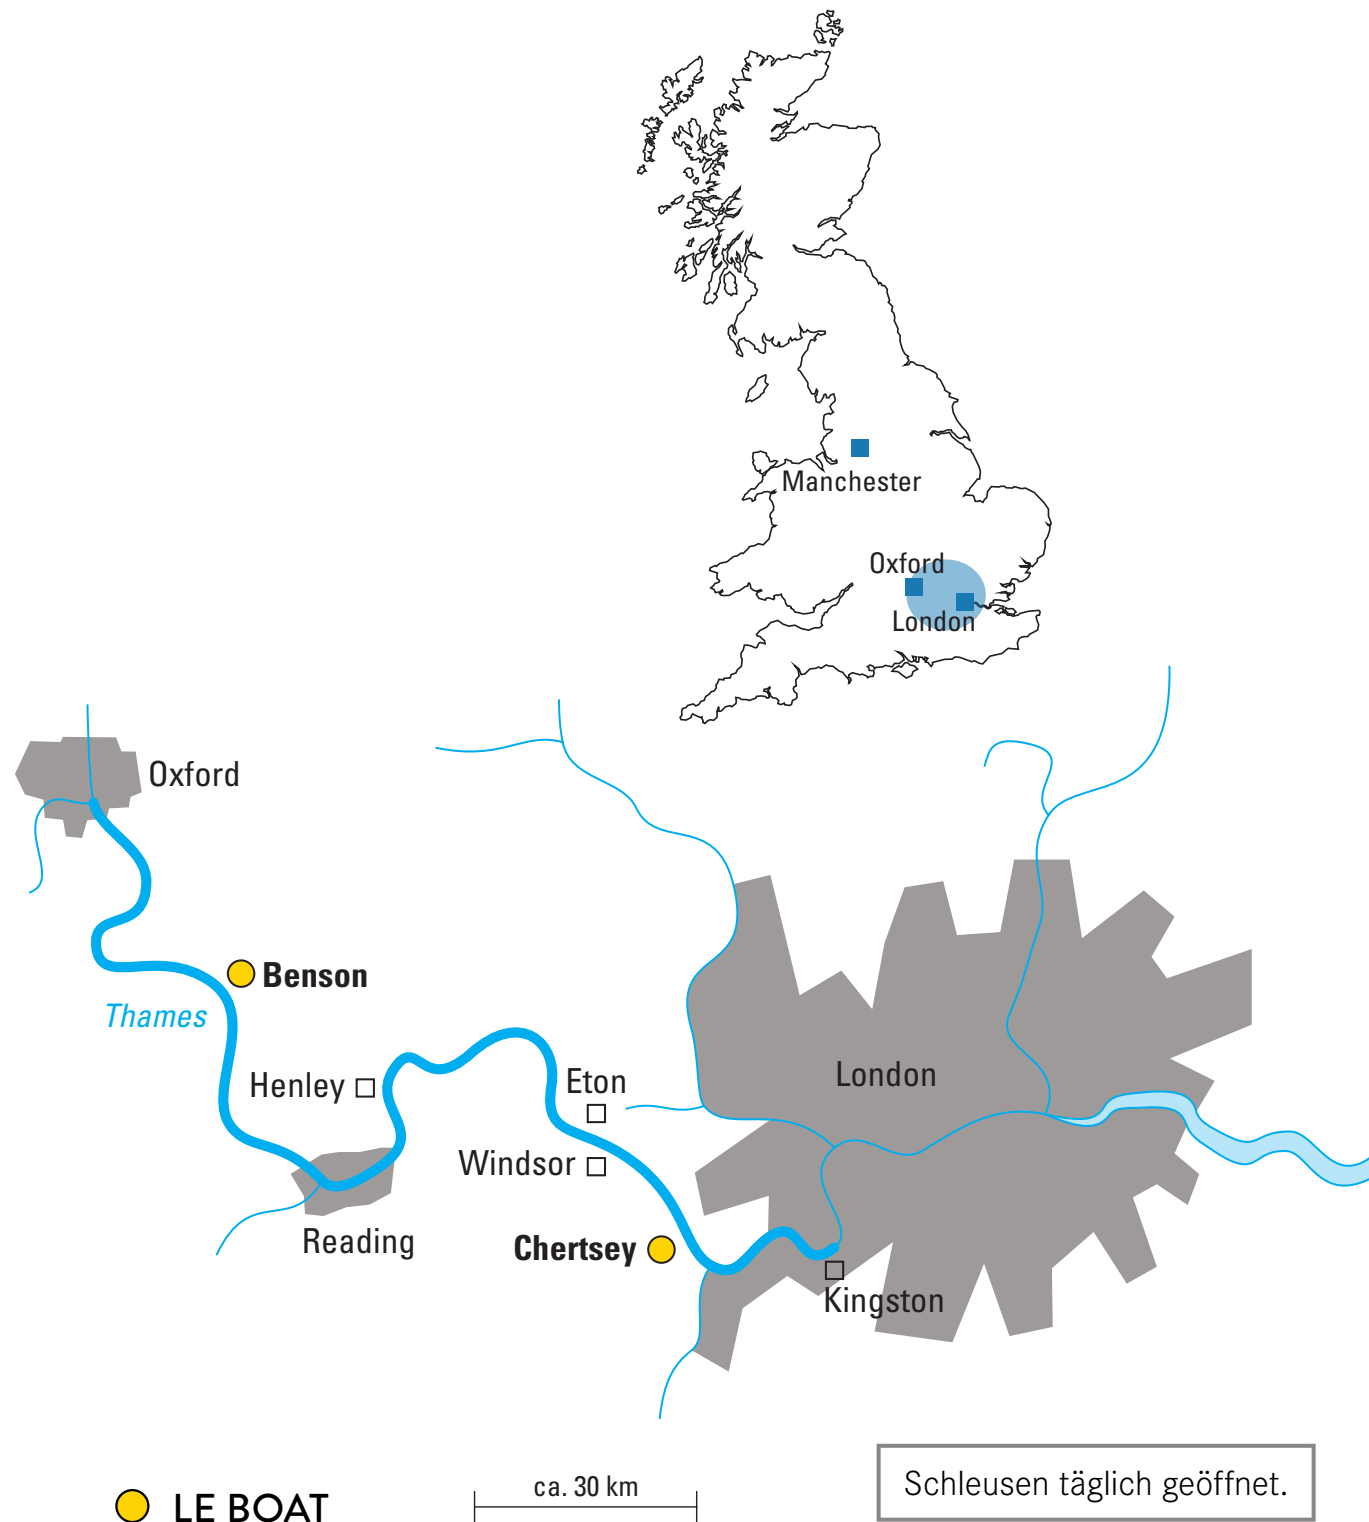 Manchester
Oxford
London
Oxford
Benson
Thames
Henley
Eton
London
Windsor
Reading
Chertsey
Kingston
LE BOAT
ca. 30 km
Schleusen täglich geöffnet.